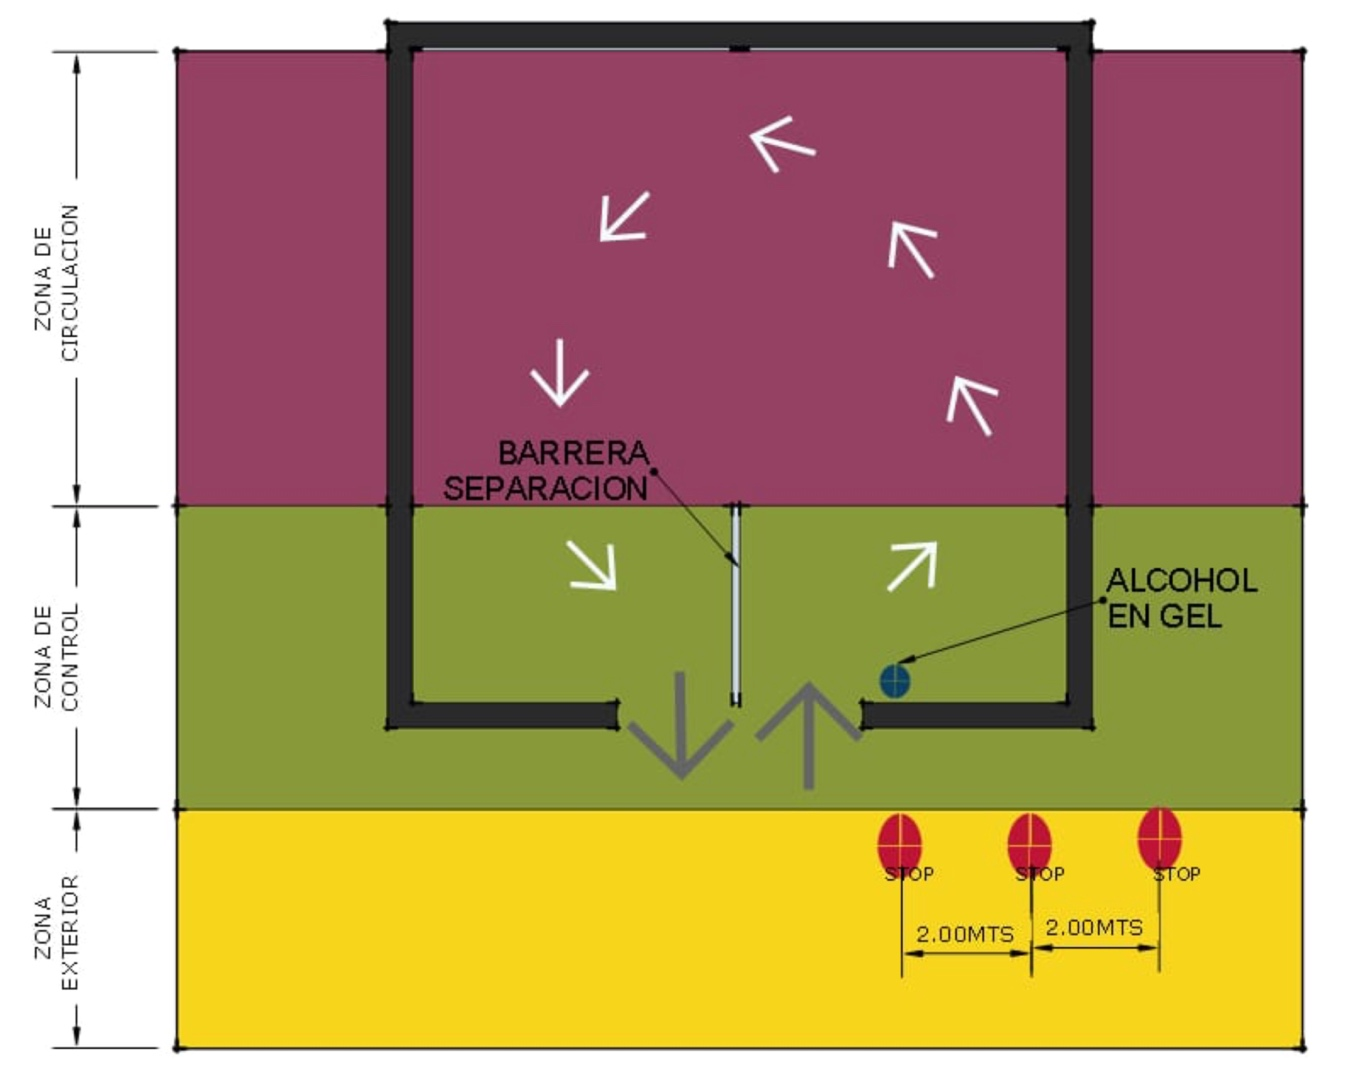 ZONA DE
CIRCULACION
BARRERA
SEPARACION
ALCOHOL
EN GEL
ZONA DE
CONTROL
STOP
STOP
STOP
2.00MTS
2.00MTS
ZONA
EXTERIOR